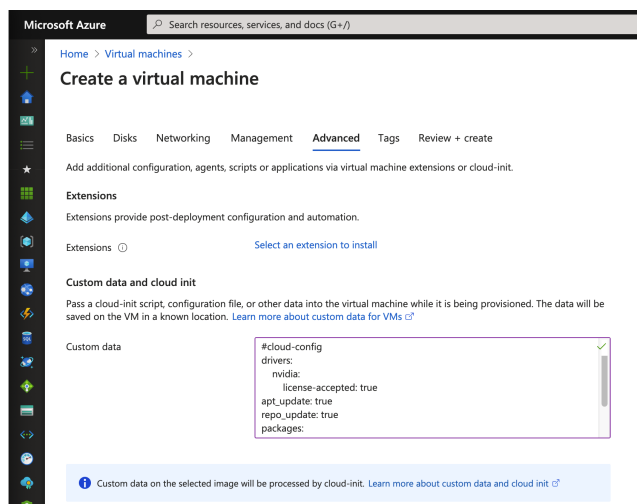 Microsoft Azure
Search resources, services, and docs (G+/)
»
Home > Virtual machines >
Create a virtual machine
Basics Disks Networking Management Advanced Tags Review + create
Add additional configuration, agents, scripts or applications via virtual machine extensions or cloud-init.
Extensions
Extensions provide post-deployment configuration and automation.
Extensions
Select an extension to install
Custom data and cloud init
Pass a cloud-init script, configuration file, or other data into the virtual machine while it is being provisioned. The data will be
saved on the VM in a known location. Learn more about custom data for VMs
Custom data
#cloud-config
drivers:
nvidia:
license-accepted: true
apt_update: true
repo_update: true
packages:
SQL
Custom data on the selected image will be processed by cloud-init. Learn more about custom data and cloud init